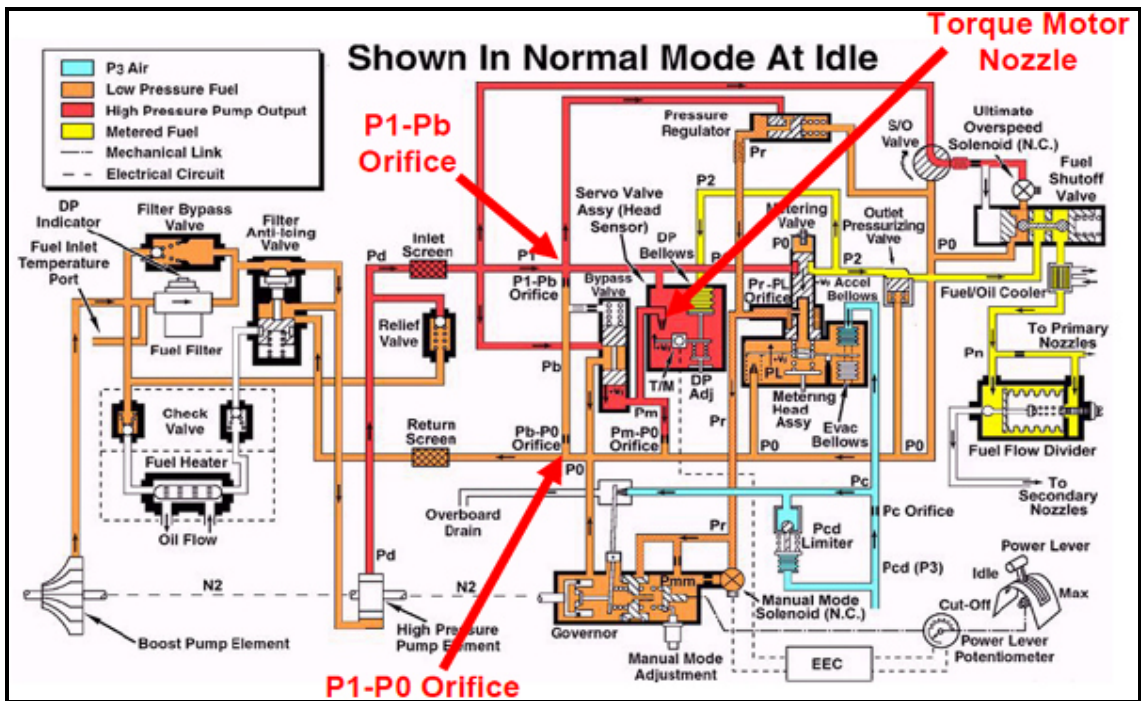 Torque Motor
Nozzle
Shown In Normal Mode At Idle
P3 Air
Low Pressure Fuel
High Pressure Pump Output
Metered Fuel
Mechanical Link
Electrical Circuit
P1-Pb
Orifice
DP
Indicator
Filter Bypass
Valve
Fuel Inlet
Temperature
Port
Filter
Anti-Icing
Valve
Fuel Filter
Inlet
Screen
Pd
P1
P1-Pb
Orifice
Relief
Valve
Bypass
Valve
Pb
Servo Valve
Assy (Head
Sensor)
DP
Bellows
P2
Pressure
Regulator
Pr
Metering
Valve
P0
Outlet
Pressurizing
Valve
P2
S/O
Valve
Ultimate
Overspeed
Solenoid (N.C.)
Fuel
Shutoff
Valve
P0
Fuel/Oil Cooler
Pr-PL
Orifice
Accel
Bellows
PL
T/M
DP
Adj
Metering
Head
Assy
Evac
Bellows
To Primary
Nozzles
Pn
Fuel Flow Divider
To
Secondary
Nozzles
Check
Valve
Fuel Heater
Oil Flow
Return
Screen
Pb-P0
Orifice
Pm
Pm-P0
Orifice
Pr
P0
P0
P0
Overboard
Drain
Pc
Pc Orifice
Pcd
Limiter
Pcd (P3)
Pr
Pmm
Governor
Manual Mode
Solenoid (N.C.)
Manual Mode
Adjustment
Power Lever
Idle
Max
Cut-Off
Power Lever
Potentiometer
EEC
N2
N2
Pd
Boost Pump Element
High Pressure
Pump Element
P1-P0 Orifice